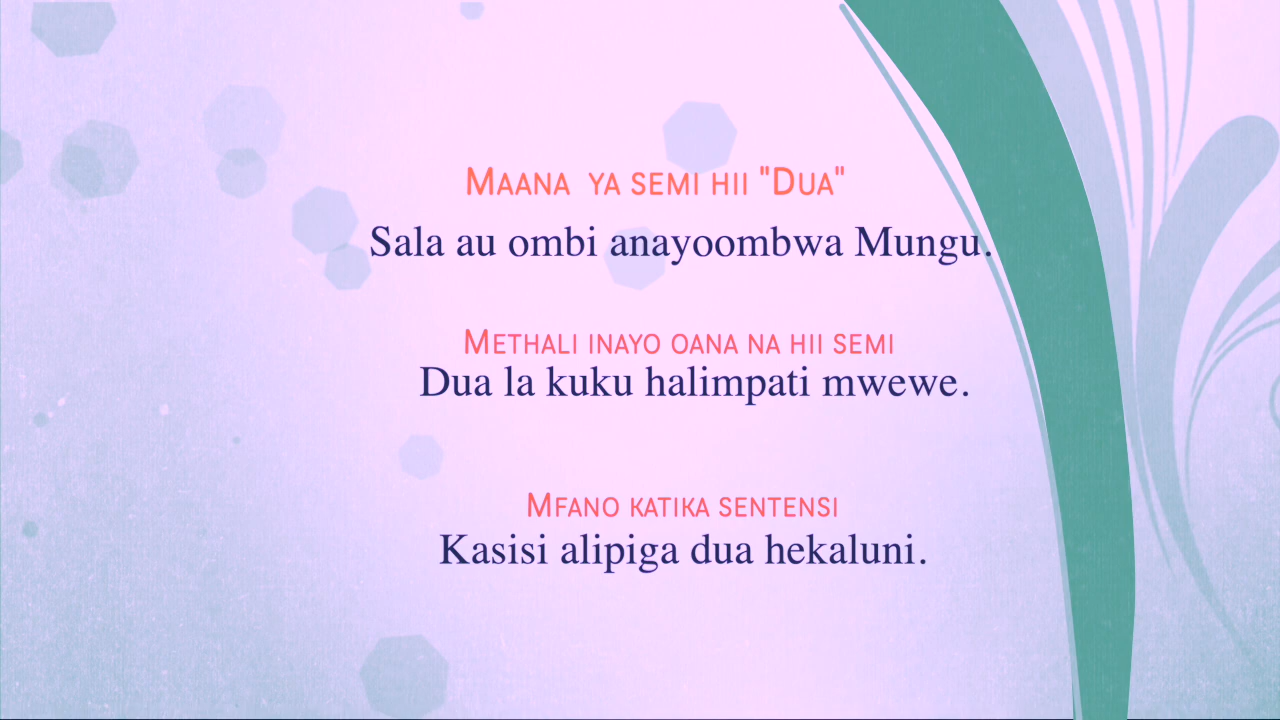 Maana ya semi hii "Dua"
Sala au ombi anayoombwa Mungu.
Methali inayo oana na hii semi
Dua la kuku halimpati mwewe.
Mfano katika sentensi
Kasisi alipiga dua hekaluni.